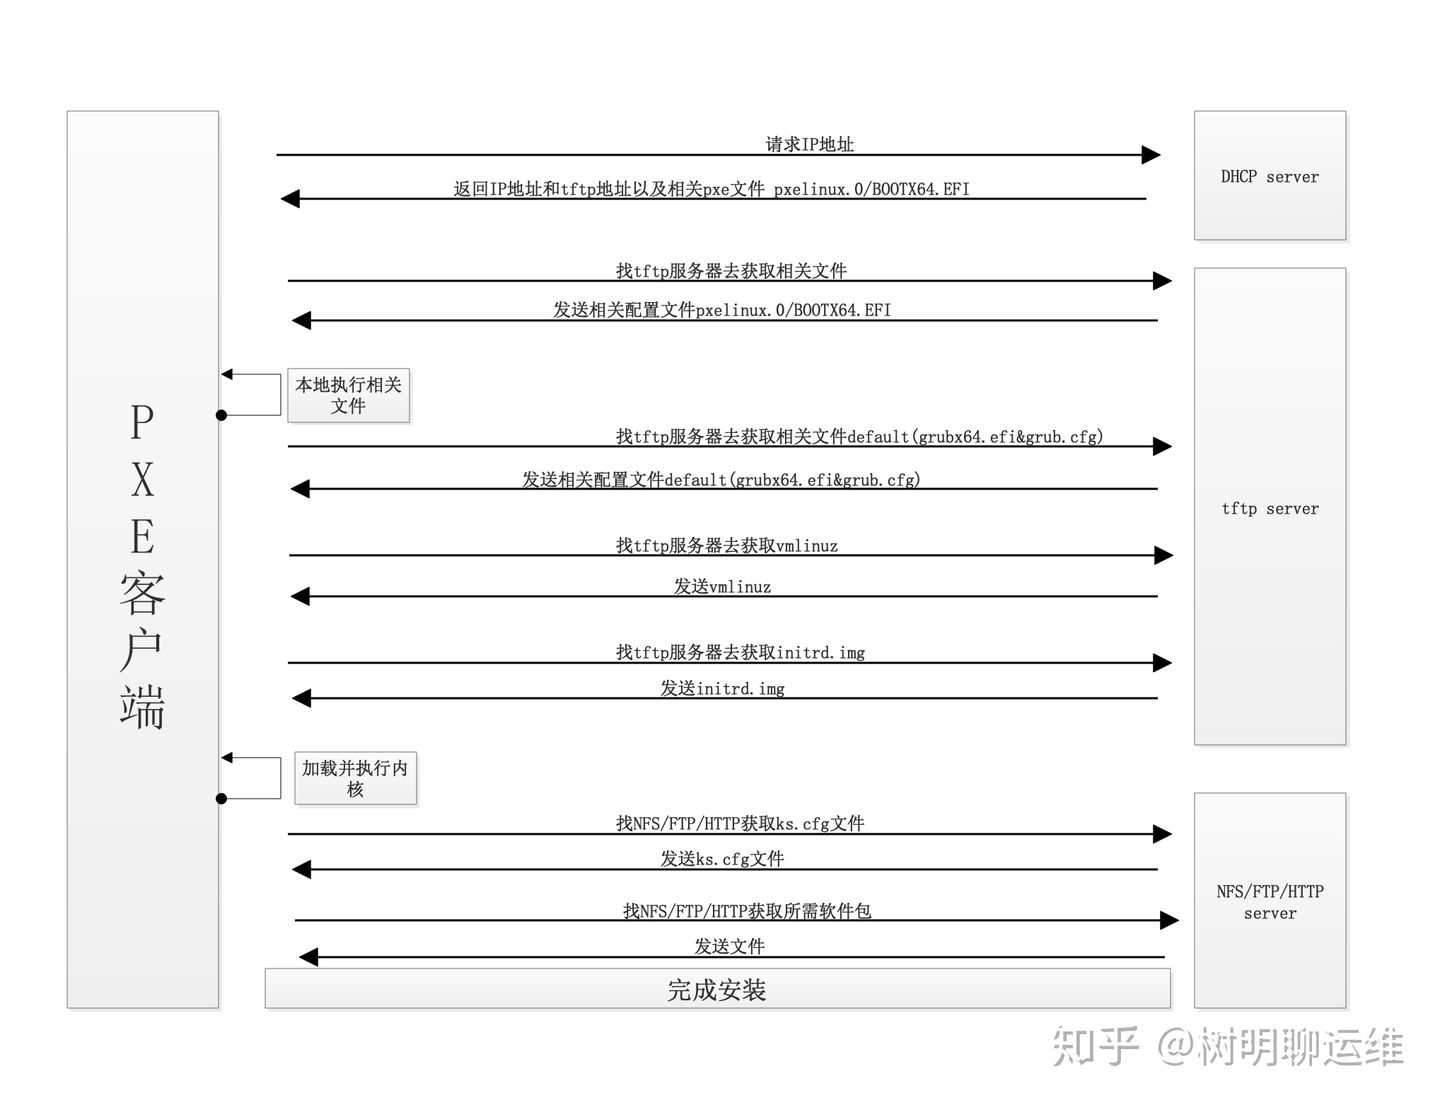 请求IP地址
DHCP server
返回IP地址和tftp地址以及相关pxe文件 pxelinux.0/BOOTX64.EFI
找tftp服务器去获取相关文件
发送相关配置文件pxelinux.0/BOOTX64.EFI
本地执行相关
文件
找tftp服务器去获取相关文件default(grubx64.efi&grub.cfg)
发送相关配置文件default(grubx64.efi&grub.cfg)
tftp server
找tftp服务器去获取vmlinuz
发送vmlinuz
PXE客户端
找tftp服务器去获取initrd.img
发送initrd.img
加载并执行内
核
找NFS/FTP/HTTP获取ks.cfg文件
发送ks.cfg文件
NFS/FTP/HTTP
server
找NFS/FTP/HTTP获取所需软件包
发送文件
完成安装
知乎 @树明聊运维